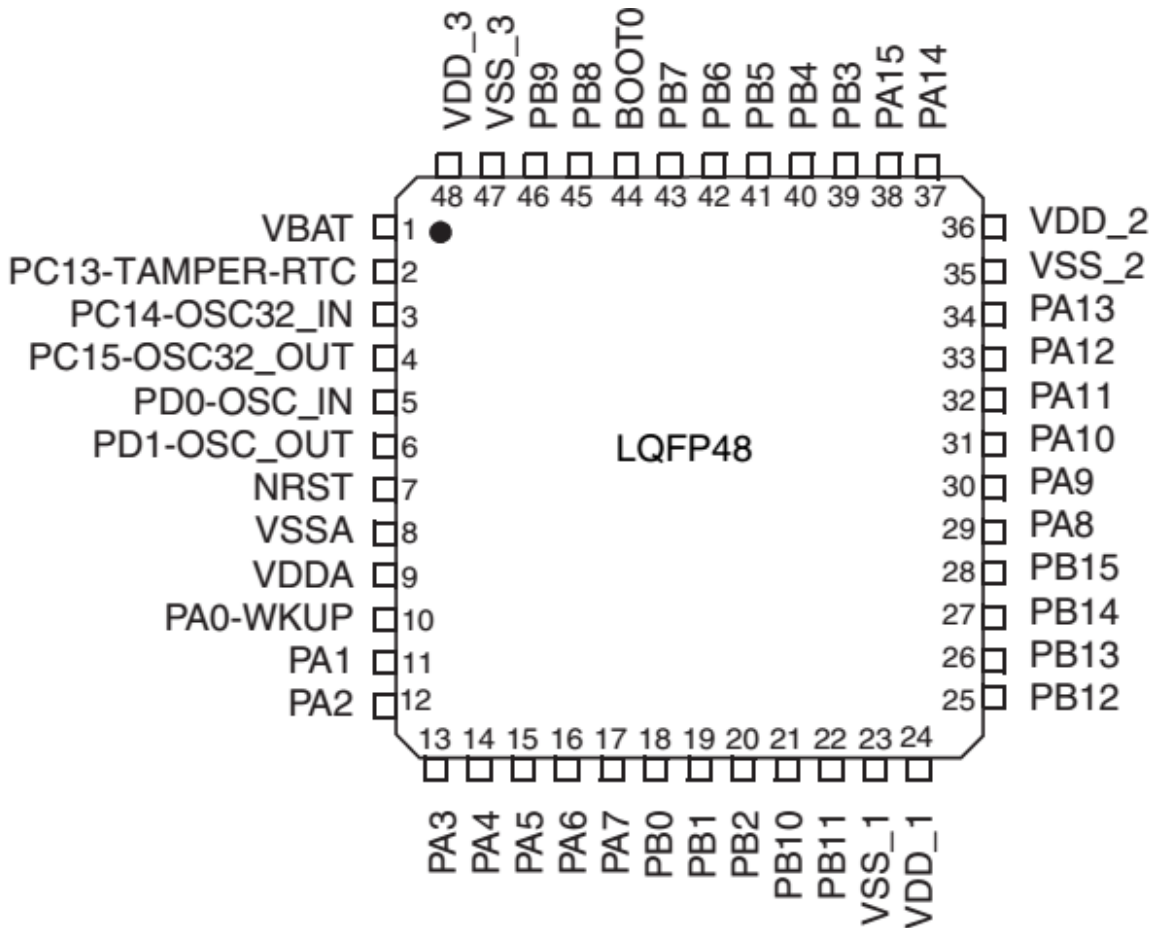 VDD_3
VSS_3
PB9
PB8
BOOT0
PB7
PB6
PB5
PB4
PB3
PA15
PA14
48 47 46 45 44 43 42 41 40 39 38 37
VBAT 1 36 VDD_2
PC13-TAMPER-RTC 2 35 VSS_2
PC14-OSC32_IN 3 34 PA13
PC15-OSC32_OUT 4 33 PA12
PD0-OSC_IN 5 32 PA11
PD1-OSC_OUT 6 LQFP48 31 PA10
NRST 7 30 PA9
VSSA 8 29 PA8
VDDA 9 28 PB15
PA0-WKUP 10 27 PB14
PA1 11 26 PB13
PA2 12 25 PB12
13 14 15 16 17 18 19 20 21 22 23 24
PA3
PA4
PA5
PA6
PA7
PB0
PB1
PB2
PB10
PB11
VSS_1
VDD_1